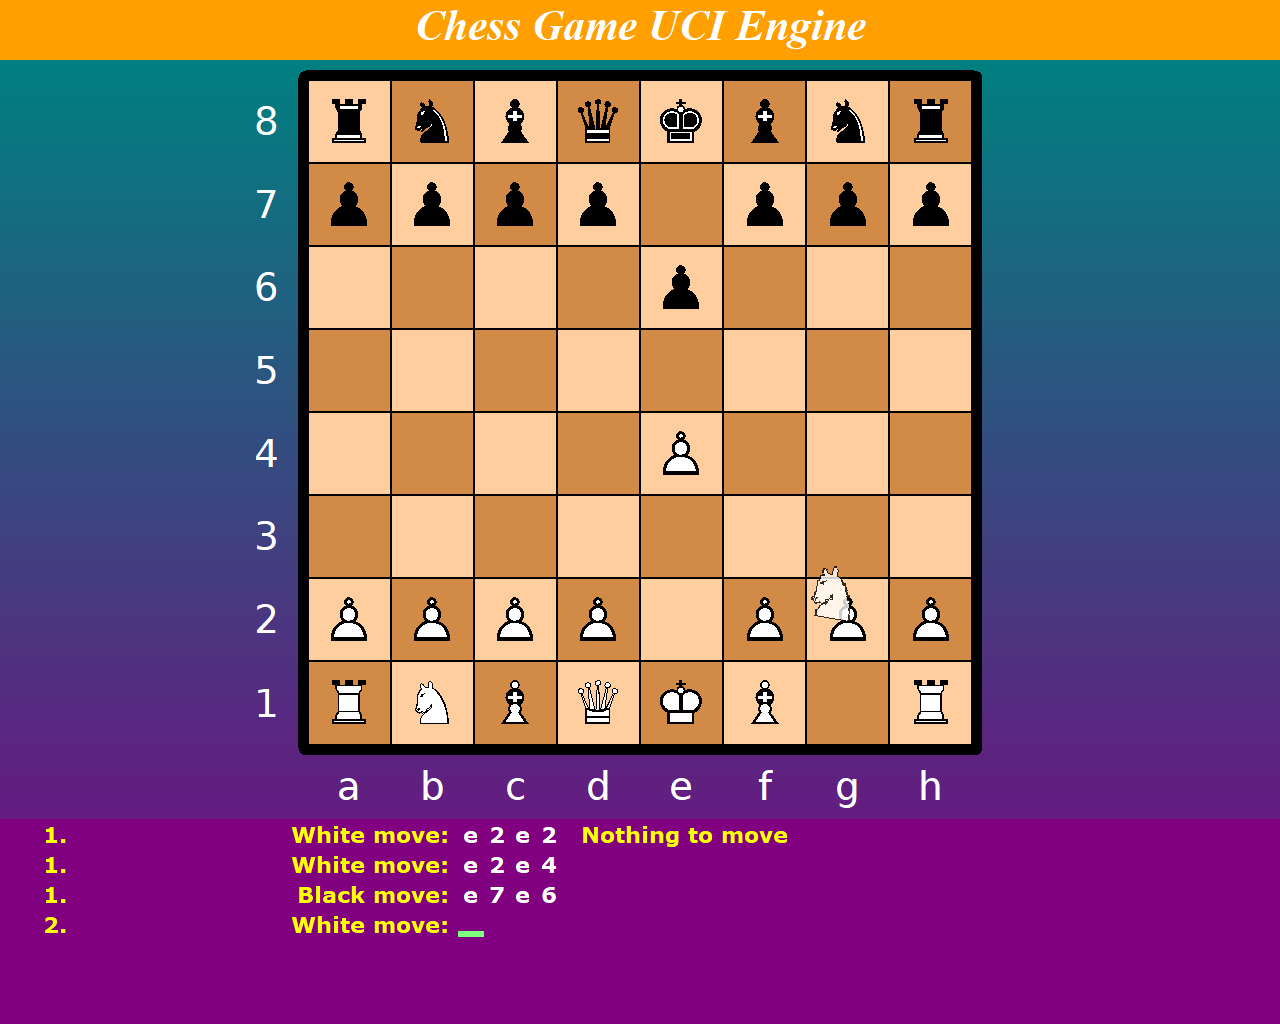 Chess Game UCI Engine
8
7
6
5
4
3
2
1
a b c d e f g h
1. White move: e 2 e 2 Nothing to move
1. White move: e 2 e 4
1. Black move: e 7 e 6
2. White move: